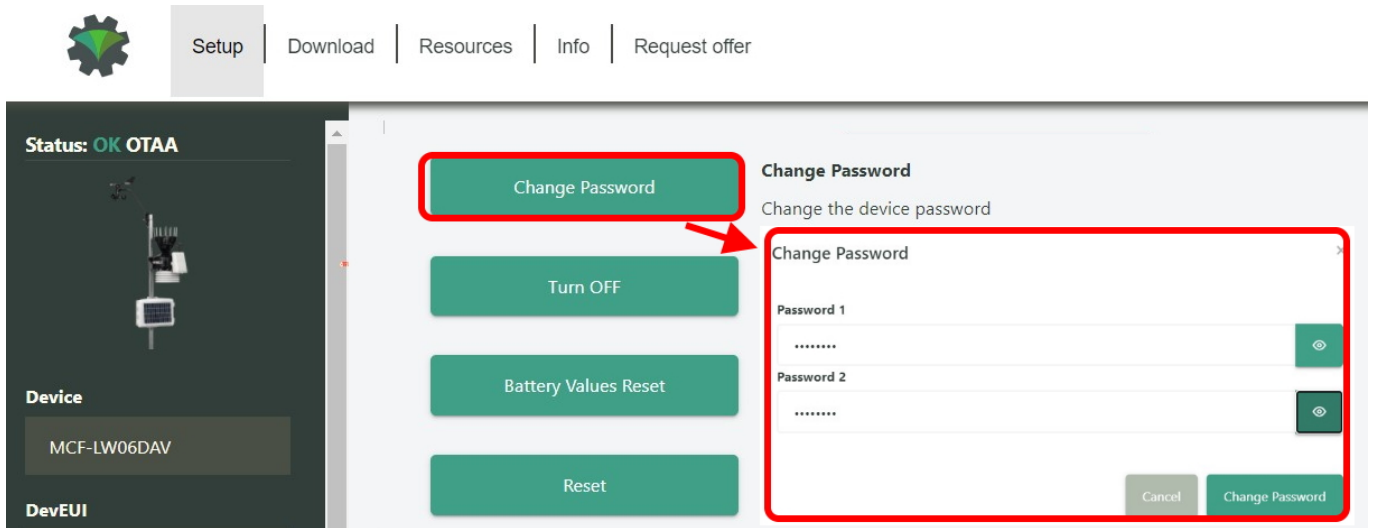 Setup
Download
Resources
Info
Request offer
Status: OK OTAA
Device
MCF-LW06DAV
DevEUI
Change Password
Turn OFF
Battery Values Reset
Reset
Change Password
Change the device password
Change Password
Password 1
••••••••
Password 2
••••••••
Cancel
Change Password